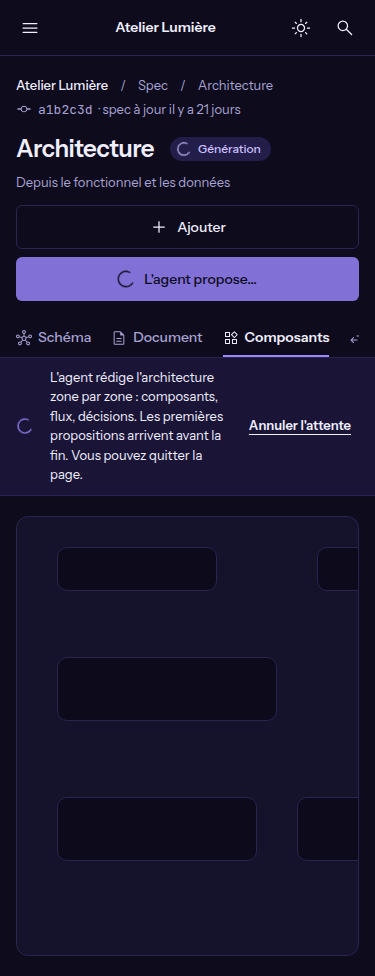 Atelier Lumière
Atelier Lumière / Spec / Architecture
a1b2c3d · spec à jour il y a 21 jours
Architecture Génération
Depuis le fonctionnel et les données
Ajouter
L'agent propose…
Schéma Document Composants
L'agent rédige l'architecture
zone par zone : composants,
flux, décisions. Les premières
propositions arrivent avant la
fin. Vous pouvez quitter la
page.
Annuler l'attente